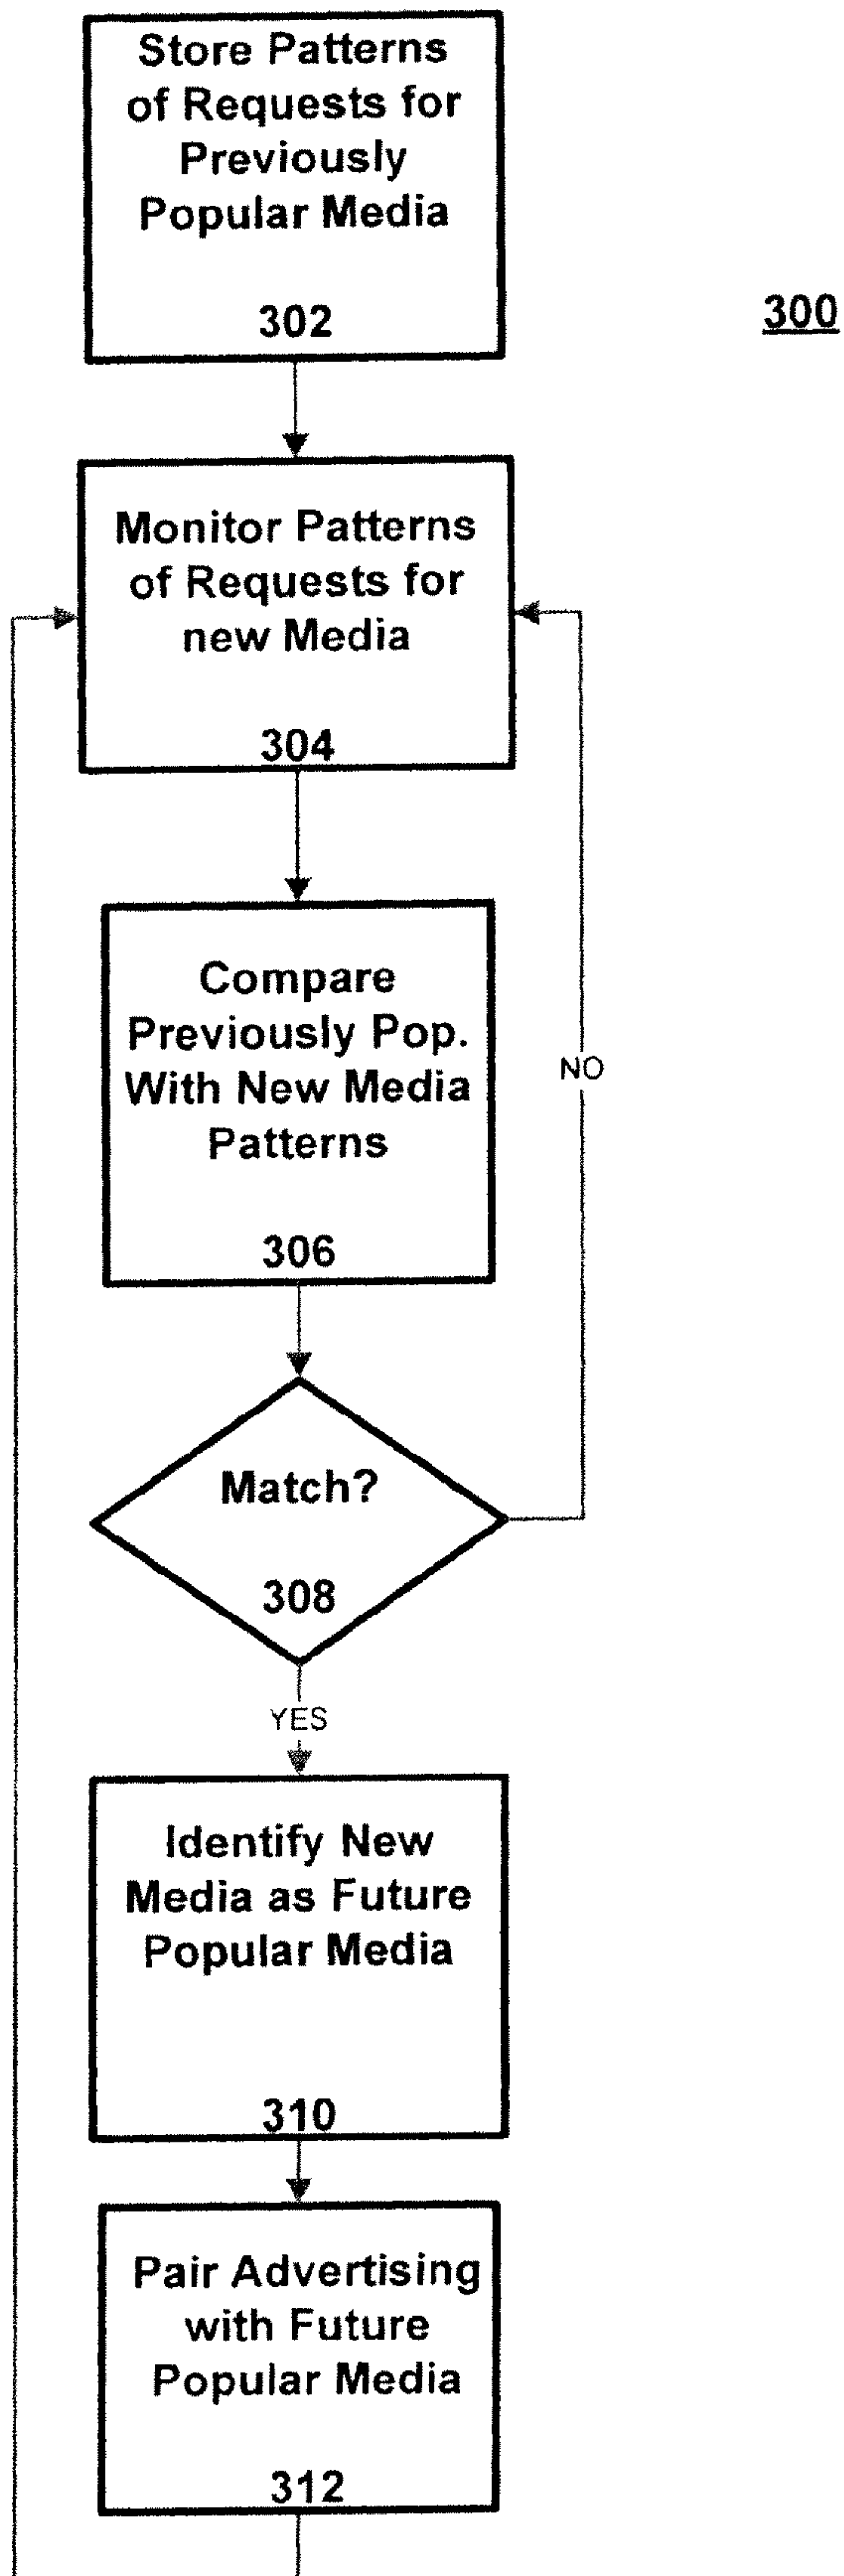 Store Patterns
of Requests for
Previously
Popular Media
302
300
Monitor Patterns
of Requests for
new Media
304
Compare
Previously Pop.
With New Media
Patterns
306
NO
Match?
308
YES
Identify New
Media as Future
Popular Media
310
Pair Advertising
with Future
Popular Media
312